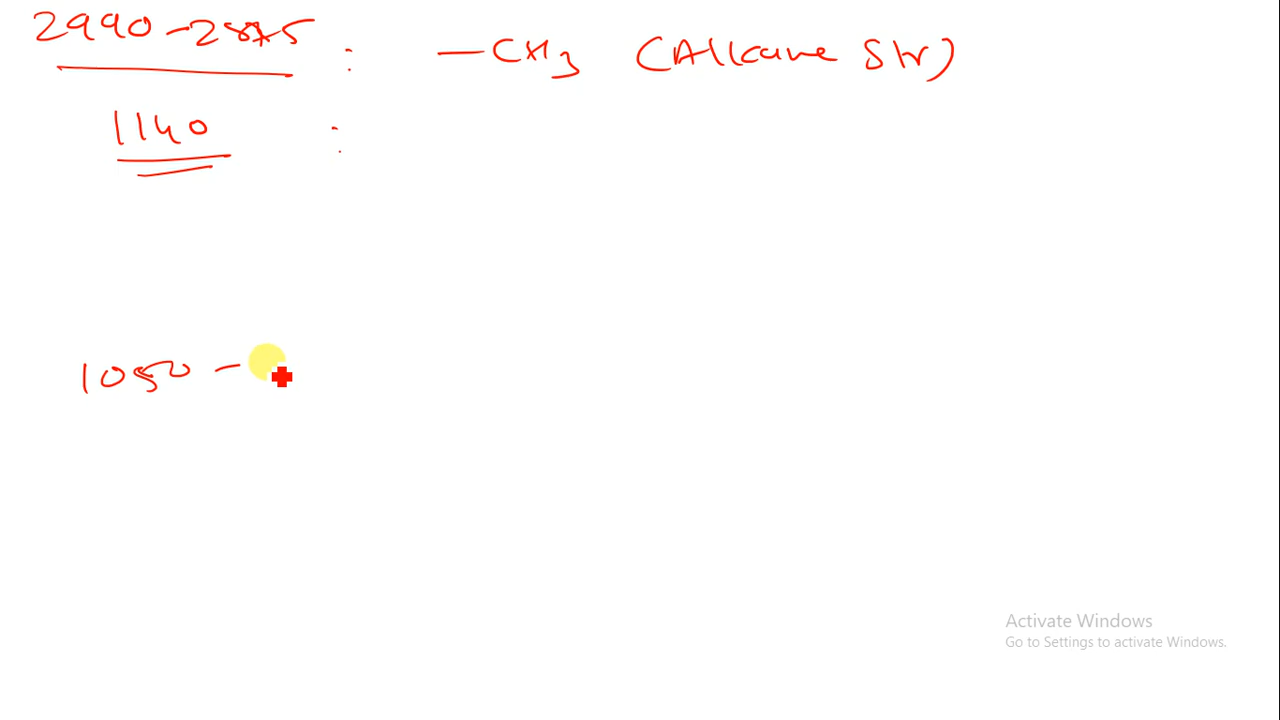 2990-2875 : -CH3 (Alkane Str)
1140 :
1050 -
Activate Windows
Go to Settings to activate Windows.